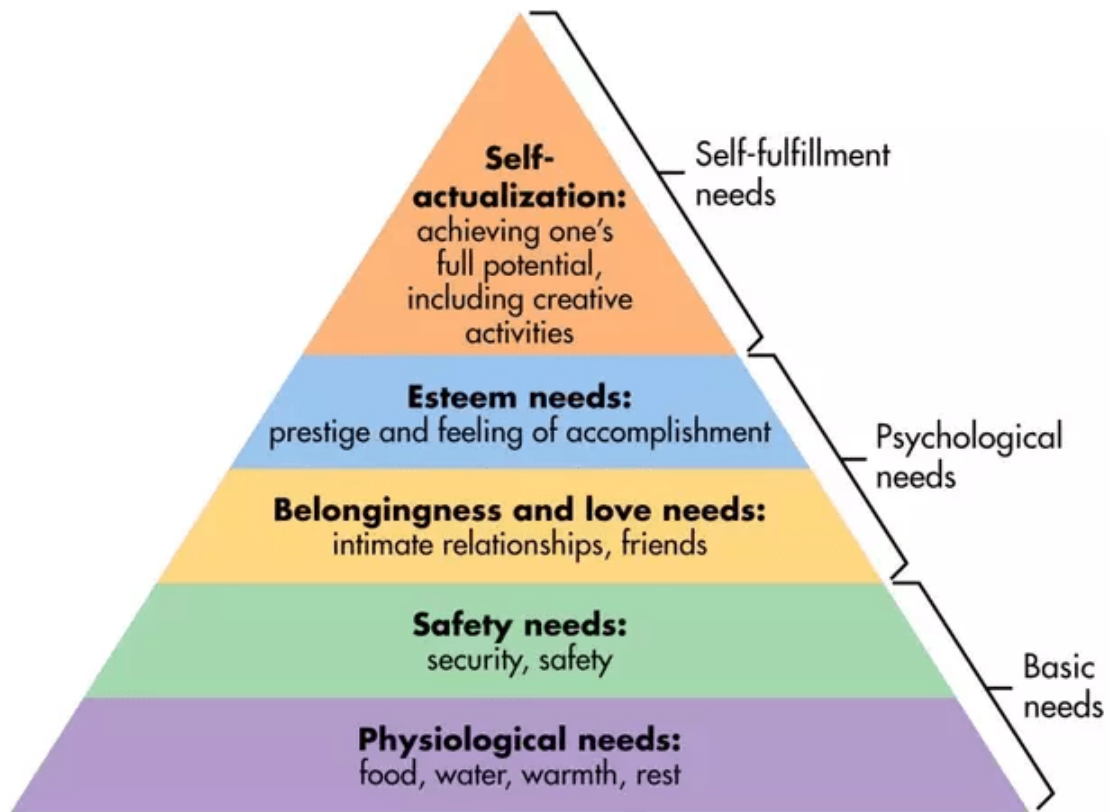 Self-
actualization:
achieving one's
full potential,
including creative
activities
Self-fulfillment
needs
Esteem needs:
prestige and feeling of accomplishment
Psychological
needs
Belongingness and love needs:
intimate relationships, friends
Safety needs:
security, safety
Basic
needs
Physiological needs:
food, water, warmth, rest